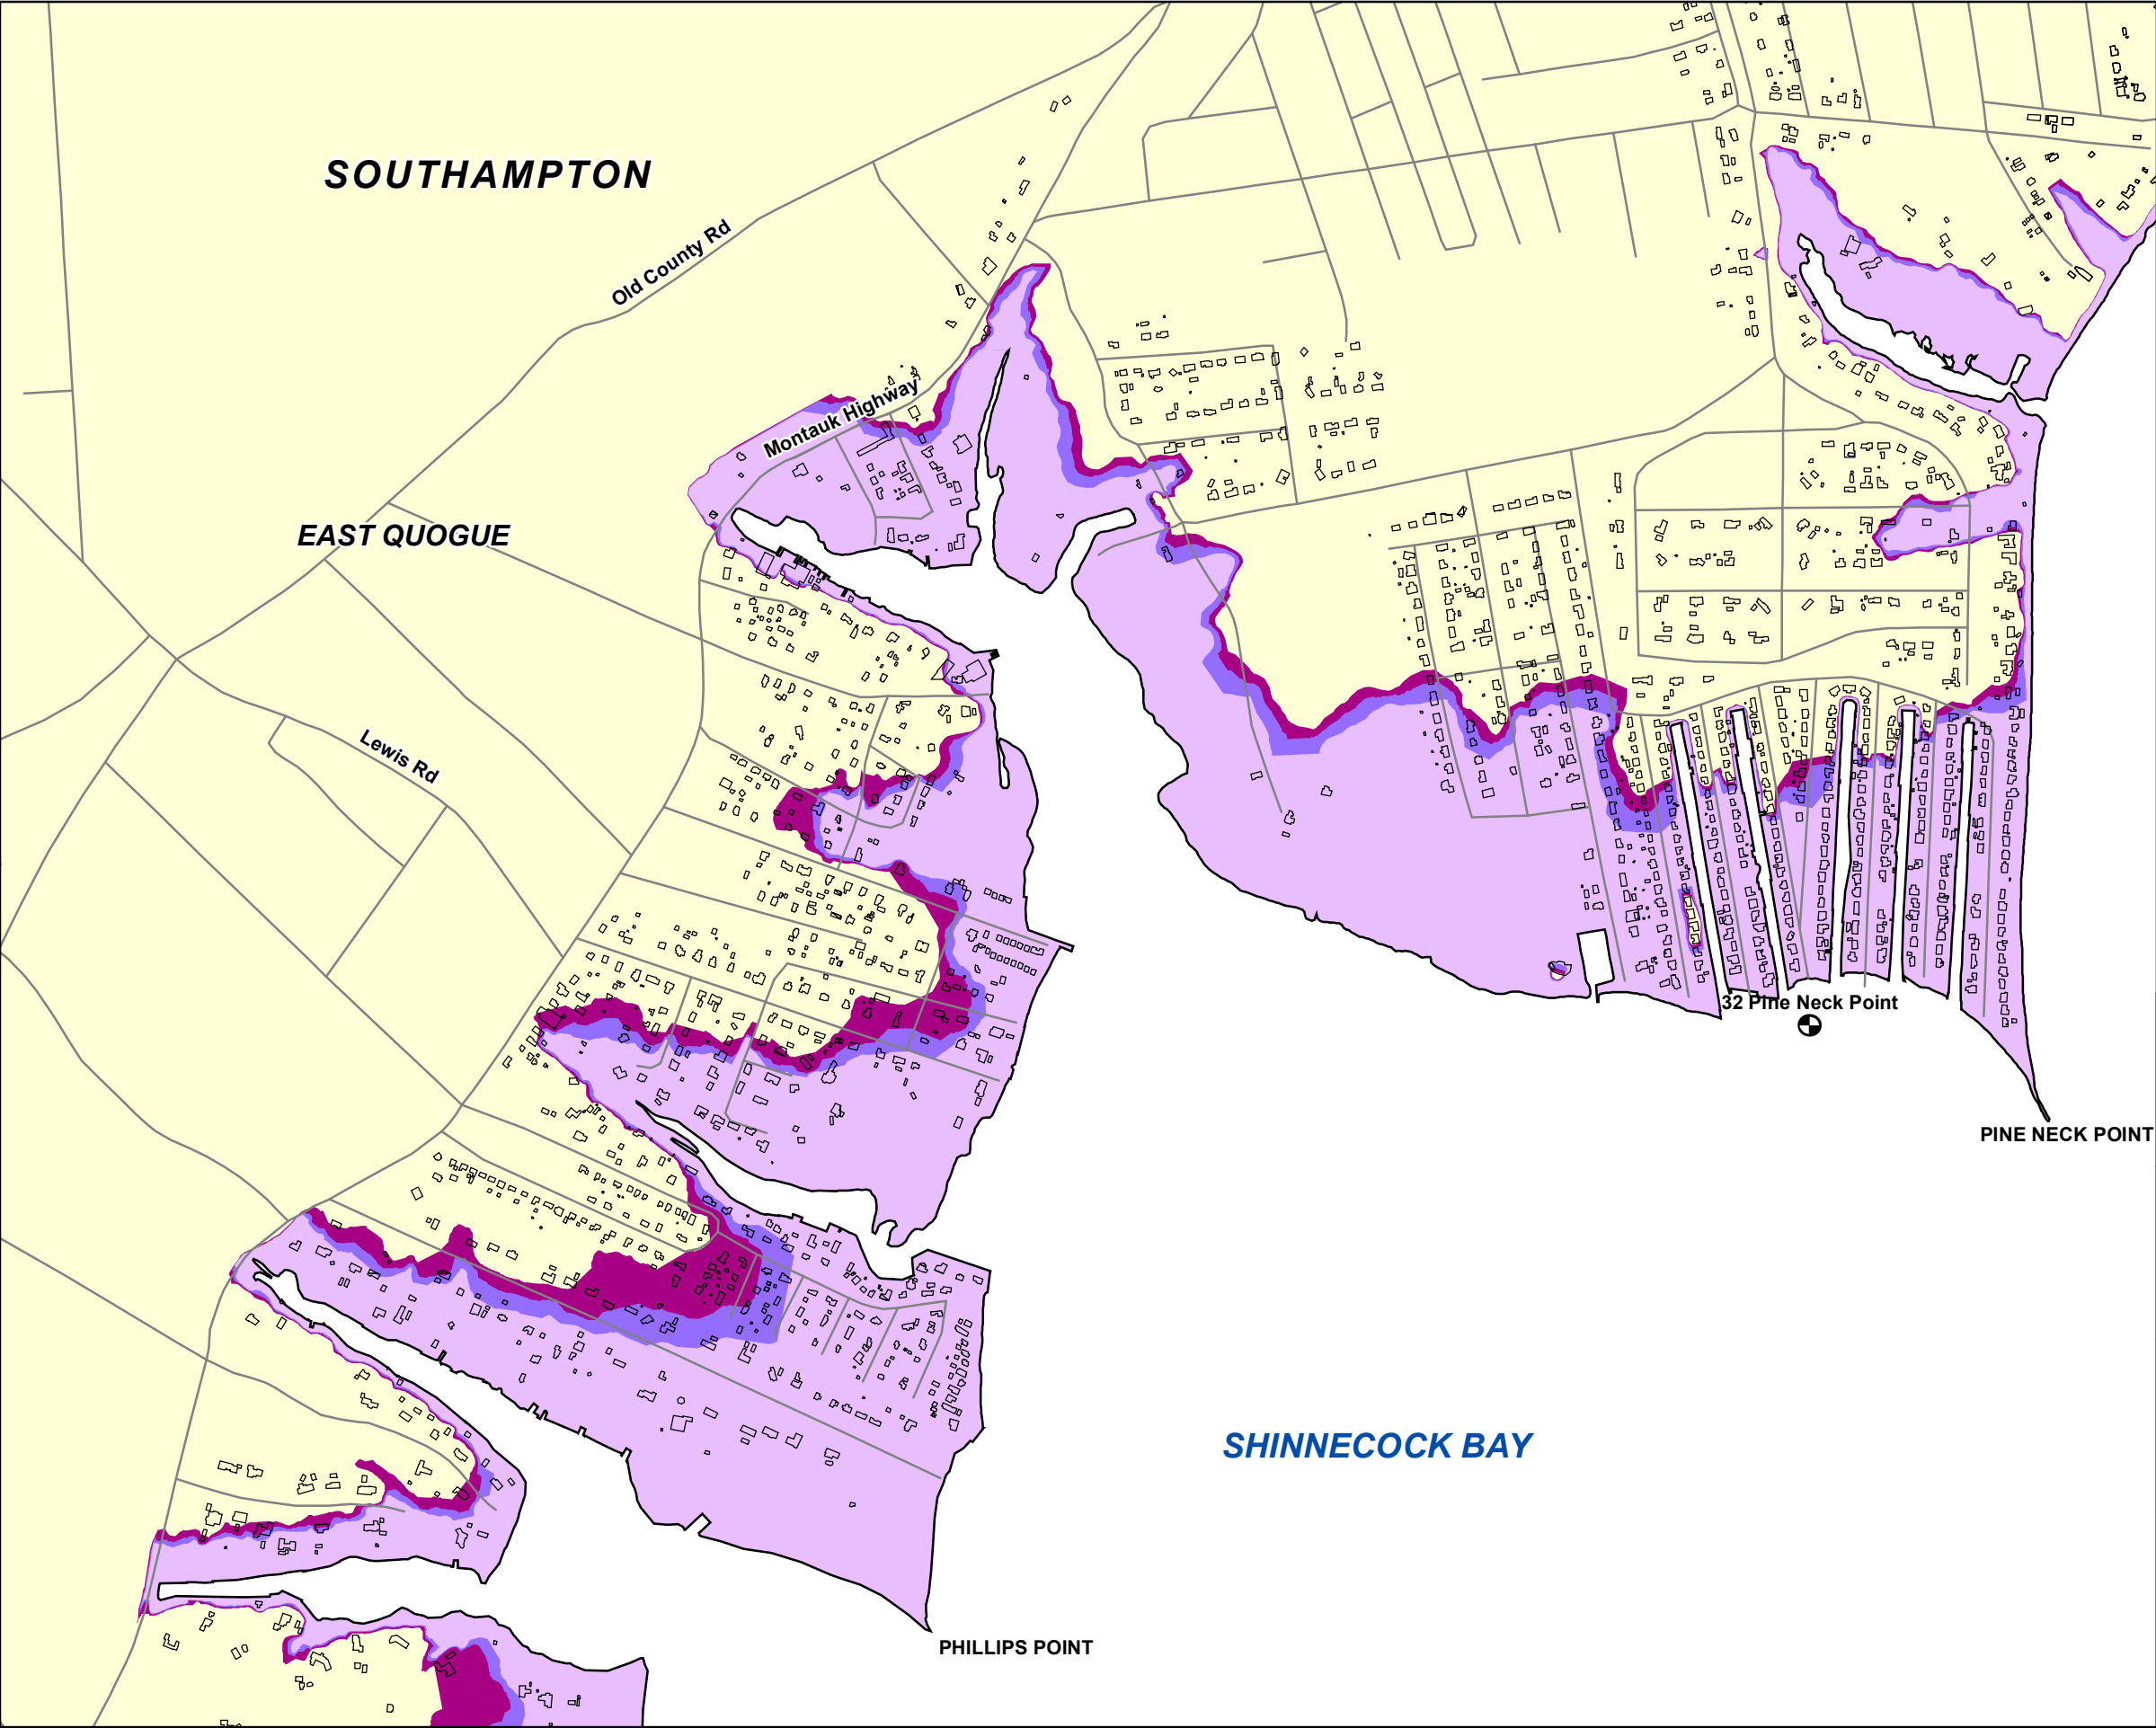 SOUTHAMPTON
Old County Rd
Montauk Highway
EAST QUOGUE
Lewis Rd
32 Pine Neck Point
PINE NECK POINT
SHINNECOCK BAY
PHILLIPS POINT